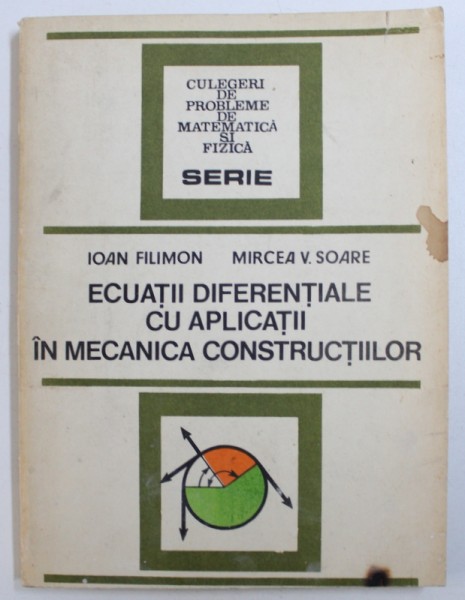 CULEGERI
DE
PROBLEME
DE
MATEMATICĂ
ȘI
FIZICĂ
SERIE
IOAN FILIMON MIRCEA V. SOARE
ECUAȚII DIFERENȚIALE
CU APLICAȚII
ÎN MECANICA CONSTRUCȚIILOR